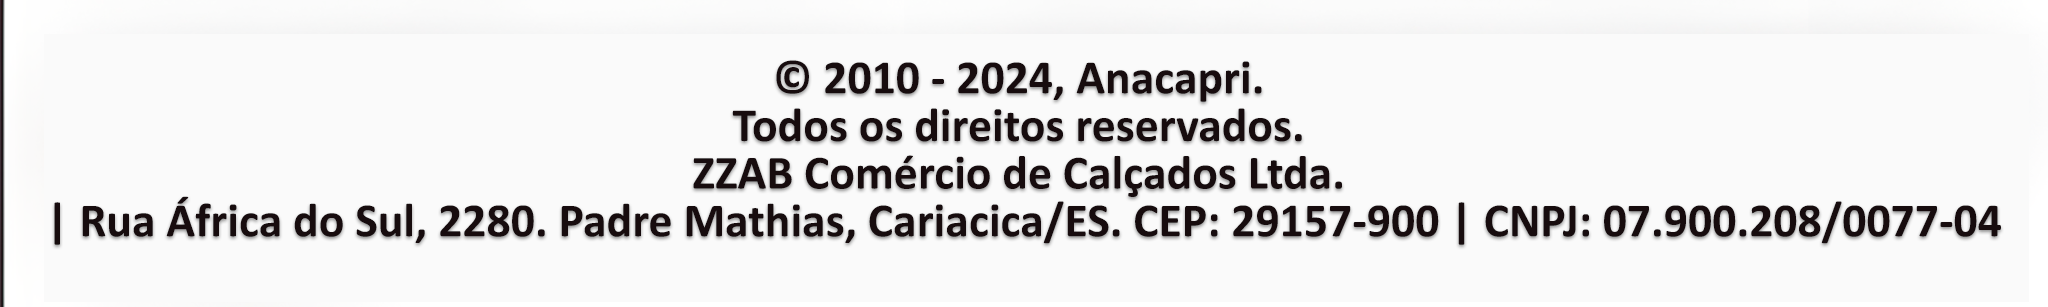 © 2010 - 2024, Anacapri.
Todos os direitos reservados.
ZZAB Comércio de Calçados Ltda.
| Rua África do Sul, 2280. Padre Mathias, Cariacica/ES. CEP: 29157-900 | CNPJ: 07.900.208/0077-04